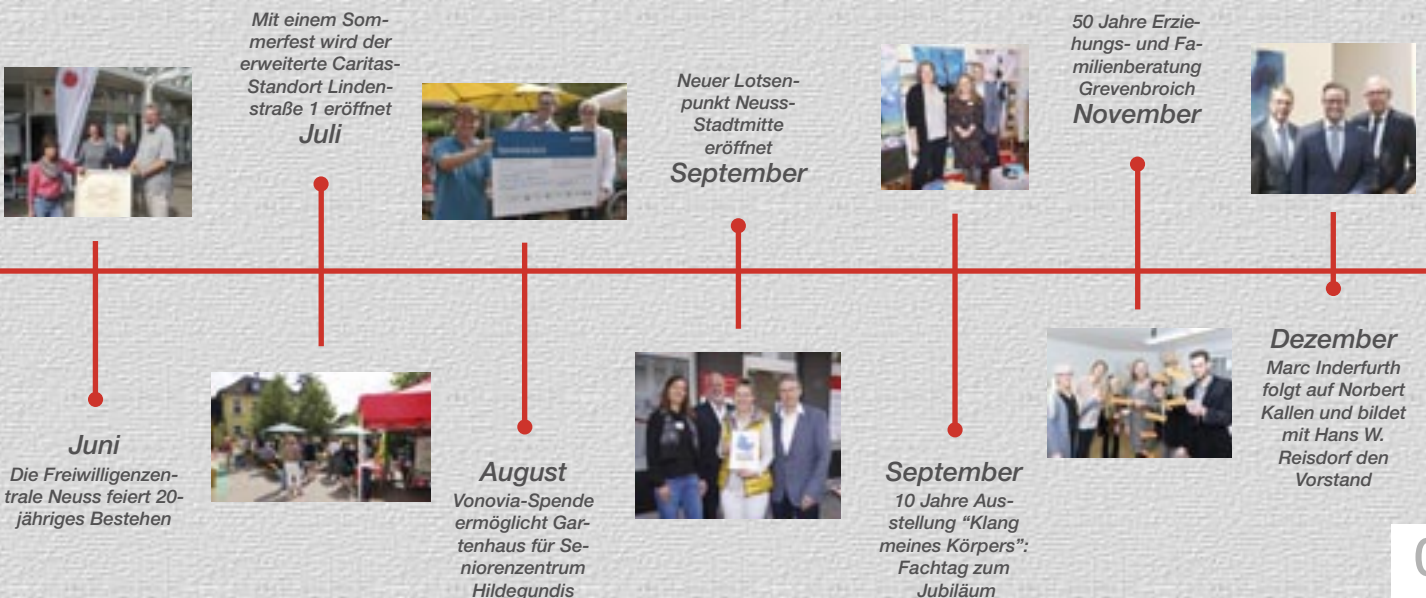 Juni
Die Freiwilligenzen-
trale Neuss feiert 20-
jähriges Bestehen
Mit einem Som-
merfest wird der
erweiterte Caritas-
Standort Linden-
straße 1 eröffnet
Juli
August
Vonovia-Spende
ermöglicht Gar-
tenhaus für Se-
niorenzentrum
Hildegundis
Neuer Lotsen-
punkt Neuss-
Stadtmitte
eröffnet
September
September
10 Jahre Aus-
stellung “Klang
meines Körpers”:
Fachtag zum
Jubiläum
50 Jahre Erzie-
hungs- und Fa-
milienberatung
Grevenbroich
November
Dezember
Marc Inderfurth
folgt auf Norbert
Kallen und bildet
mit Hans W.
Reisdorf den
Vorstand